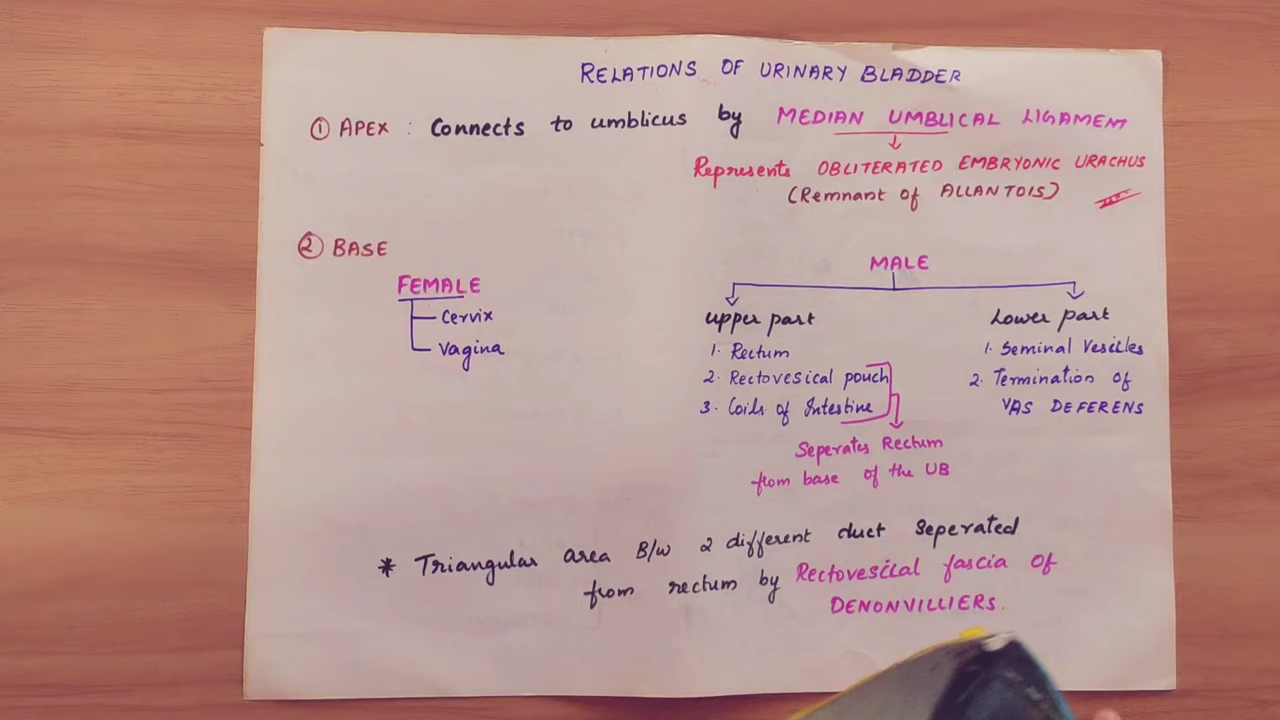 RELATIONS OF URINARY BLADDER
① APEX : Connects to umblicus by MEDIAN UMBLICAL LIGAMENT
Represents OBLITERATED EMBRYONIC URACHUS
(Remnant of ALLANTOIS)
② BASE
FEMALE
Cervix
Vagina
MALE
upper part
1. Rectum
2. Rectovesical pouch
3. Coils of Intestine
Seperates Rectum
from base of the UB
Lower part
1. Seminal Vesicles
2. Termination of
VAS DEFERENS
* Triangular area B/w 2 different duct seperated
from rectum by Rectovesical fascia of
DENONVILLIERS.